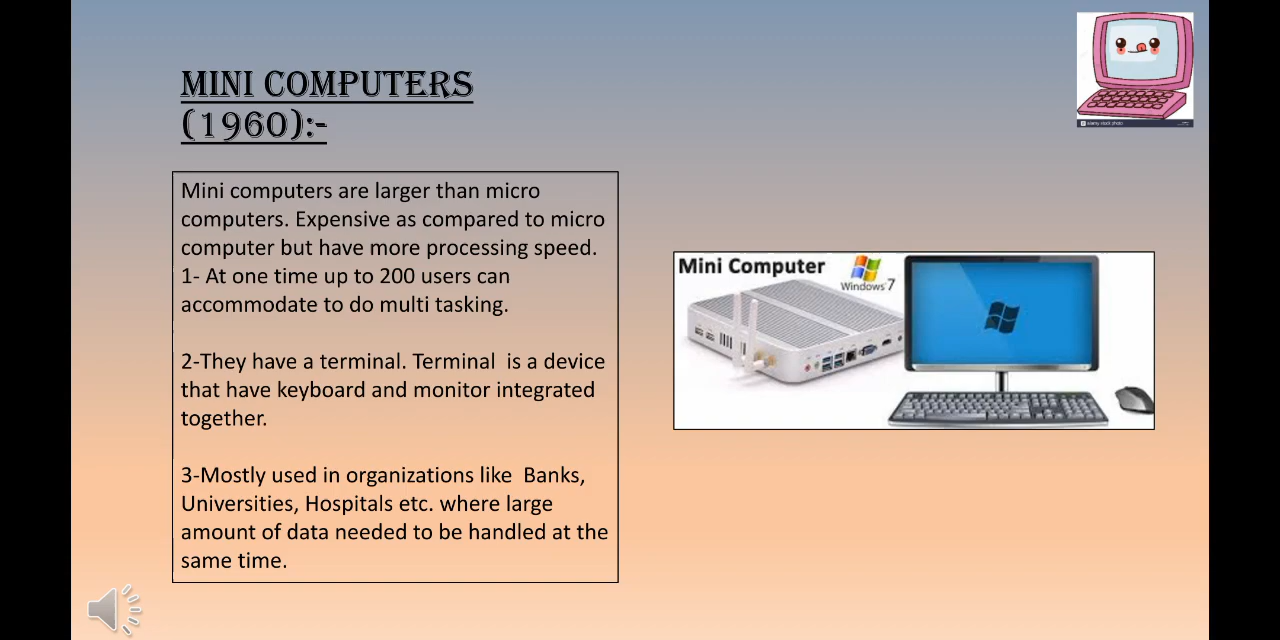 MINI COMPUTERS
(1960):-
Mini computers are larger than micro
computers. Expensive as compared to micro
computer but have more processing speed.
1- At one time up to 200 users can
accommodate to do multi tasking.
2-They have a terminal. Terminal  is a device
that have keyboard and monitor integrated
together.
3-Mostly used in organizations like  Banks,
Universities, Hospitals etc. where large
amount of data needed to be handled at the
same time.
Mini Computer
Windows 7
alamy stock photo